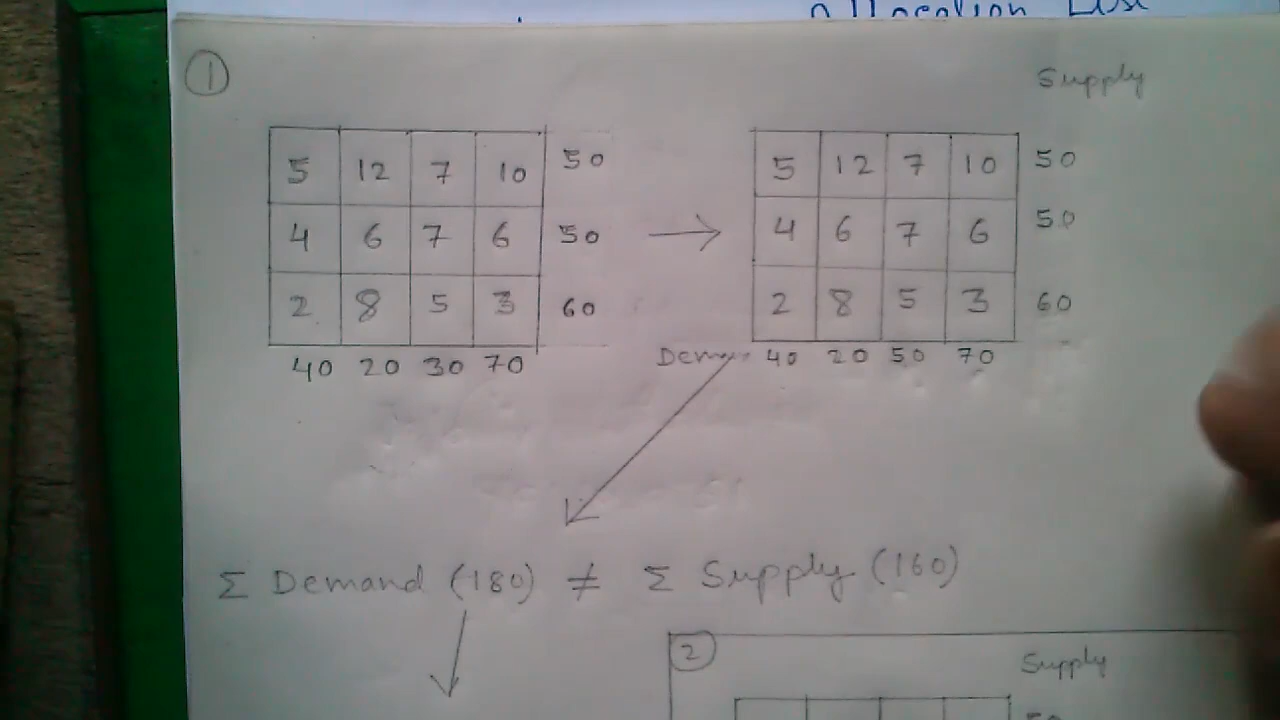 Allocation List
1
Supply
5 12 7 10 50
4 6 7 6 50
2 8 5 3 60
40 20 30 70
5 12 7 10 50
4 6 7 6 50
2 8 5 3 60
40 20 50 70
Σ Demand (180) ≠ Σ Supply (160)
2
Supply